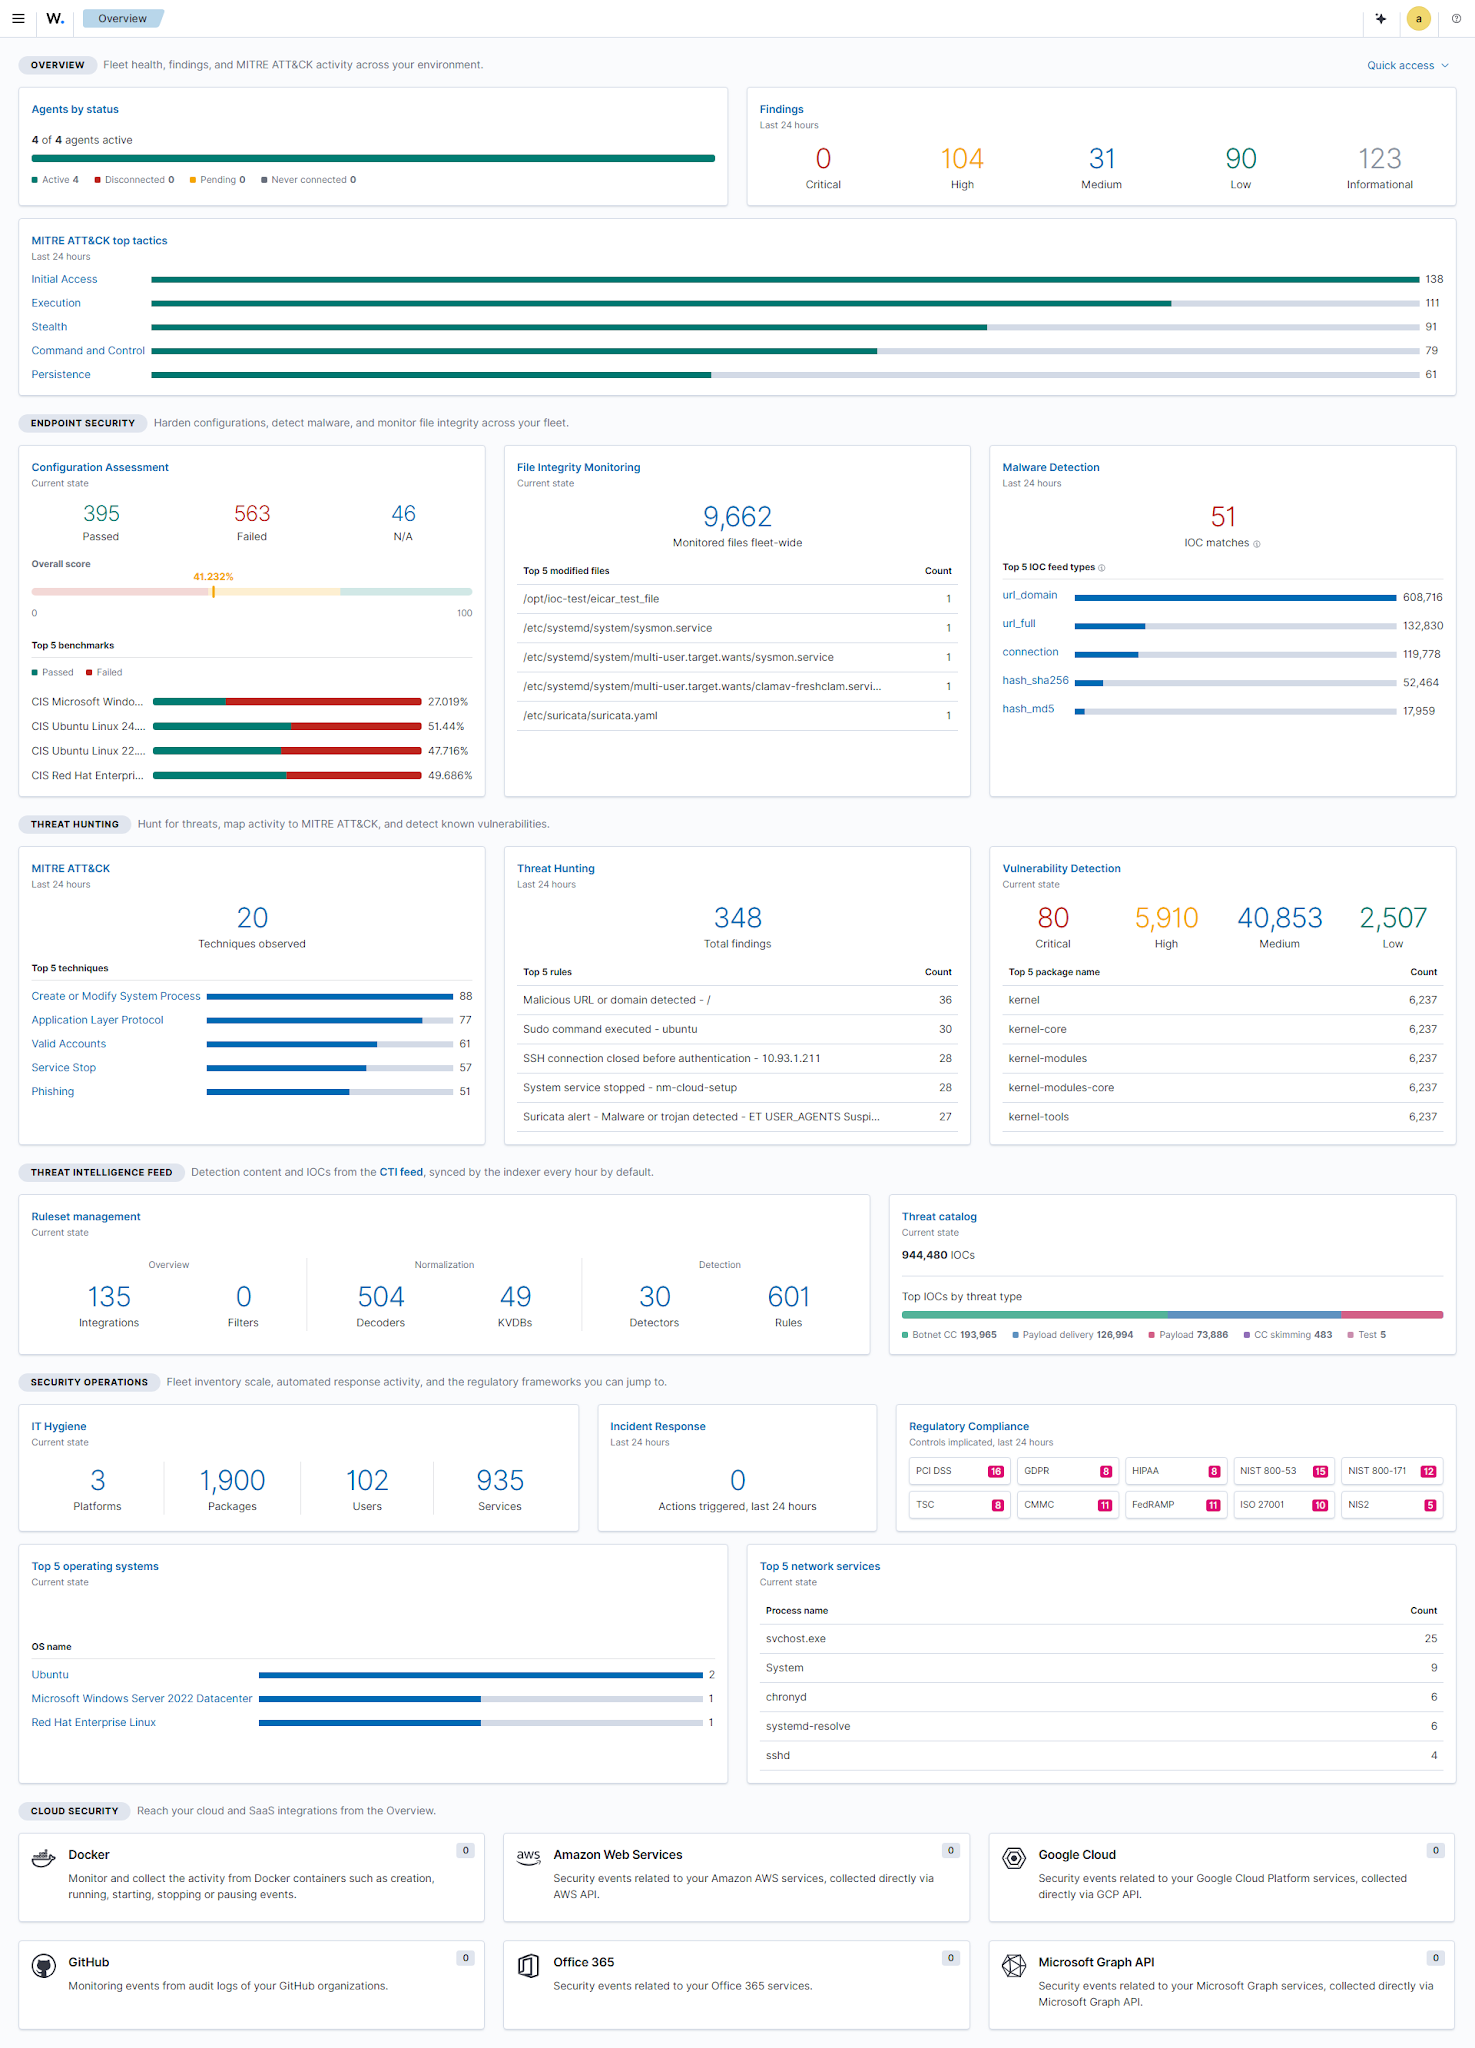 W.
Overview
a
OVERVIEW
Fleet health, findings, and MITRE ATT&CK activity across your environment.
Quick access
Agents by status
4 of 4 agents active
Active 4
Disconnected 0
Pending 0
Never connected 0
Findings
Last 24 hours
0
Critical
104
High
31
Medium
90
Low
123
Informational
MITRE ATT&CK top tactics
Last 24 hours
Initial Access 138
Execution 111
Stealth 91
Command and Control 79
Persistence 61
ENDPOINT SECURITY
Harden configurations, detect malware, and monitor file integrity across your fleet.
Configuration Assessment
Current state
395
Passed
563
Failed
46
N/A
Overall score
41.232%
0 100
Top 5 benchmarks
Passed Failed
CIS Microsoft Windo... 27.019%
CIS Ubuntu Linux 24.... 51.44%
CIS Ubuntu Linux 22.... 47.716%
CIS Red Hat Enterpri... 49.686%
File Integrity Monitoring
Current state
9,662
Monitored files fleet-wide
Top 5 modified files Count
/opt/ioc-test/eicar_test_file 1
/etc/systemd/system/sysmon.service 1
/etc/systemd/system/multi-user.target.wants/sysmon.service 1
/etc/systemd/system/multi-user.target.wants/clamav-freshclam.servi... 1
/etc/suricata/suricata.yaml 1
Malware Detection
Last 24 hours
51
IOC matches
Top 5 IOC feed types
url_domain 608,716
url_full 132,830
connection 119,778
hash_sha256 52,464
hash_md5 17,959
THREAT HUNTING
Hunt for threats, map activity to MITRE ATT&CK, and detect known vulnerabilities.
MITRE ATT&CK
Last 24 hours
20
Techniques observed
Top 5 techniques
Create or Modify System Process 88
Application Layer Protocol 77
Valid Accounts 61
Service Stop 57
Phishing 51
Threat Hunting
Last 24 hours
348
Total findings
Top 5 rules Count
Malicious URL or domain detected - / 36
Sudo command executed - ubuntu 30
SSH connection closed before authentication - 10.93.1.211 28
System service stopped - nm-cloud-setup 28
Suricata alert - Malware or trojan detected - ET USER_AGENTS Suspi... 27
Vulnerability Detection
Current state
80
Critical
5,910
High
40,853
Medium
2,507
Low
Top 5 package name Count
kernel 6,237
kernel-core 6,237
kernel-modules 6,237
kernel-modules-core 6,237
kernel-tools 6,237
THREAT INTELLIGENCE FEED
Detection content and IOCs from the CTI feed, synced by the indexer every hour by default.
Ruleset management
Current state
Overview
135
Integrations
0
Filters
Normalization
504
Decoders
49
KVDBs
Detection
30
Detectors
601
Rules
Threat catalog
Current state
944,480 IOCs
Top IOCs by threat type
Botnet CC 193,965
Payload delivery 126,994
Payload 73,886
CC skimming 483
Test 5
SECURITY OPERATIONS
Fleet inventory scale, automated response activity, and the regulatory frameworks you can jump to.
IT Hygiene
Current state
3
Platforms
1,900
Packages
102
Users
935
Services
Incident Response
Last 24 hours
0
Actions triggered, last 24 hours
Regulatory Compliance
Controls implicated, last 24 hours
PCI DSS 16
GDPR 8
HIPAA 8
NIST 800-53 15
NIST 800-171 12
TSC 8
CMMC 11
FedRAMP 11
ISO 27001 10
NIS2 5
Top 5 operating systems
Current state
OS name
Ubuntu 2
Microsoft Windows Server 2022 Datacenter 1
Red Hat Enterprise Linux 1
Top 5 network services
Current state
Process name Count
svchost.exe 25
System 9
chronyd 6
systemd-resolve 6
sshd 4
CLOUD SECURITY
Reach your cloud and SaaS integrations from the Overview.
Docker 0
Monitor and collect the activity from Docker containers such as creation,
running, starting, stopping or pausing events.
aws
Amazon Web Services 0
Security events related to your Amazon AWS services, collected directly via
AWS API.
Google Cloud 0
Security events related to your Google Cloud Platform services, collected
directly via GCP API.
GitHub 0
Monitoring events from audit logs of your GitHub organizations.
Office 365 0
Security events related to your Office 365 services.
Microsoft Graph API 0
Security events related to your Microsoft Graph services, collected directly via
Microsoft Graph API.